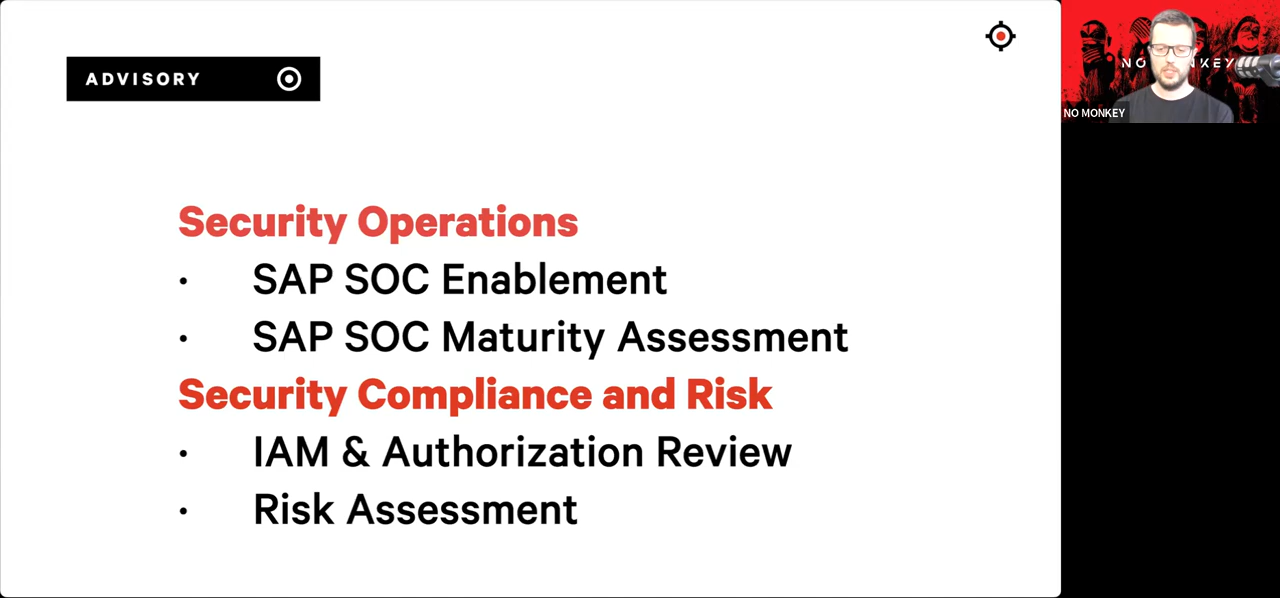 ADVISORY
Security Operations
• SAP SOC Enablement
• SAP SOC Maturity Assessment
Security Compliance and Risk
• IAM & Authorization Review
• Risk Assessment
NO MONKEY